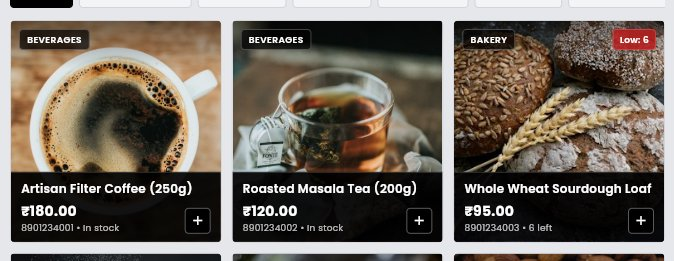 BEVERAGES
Artisan Filter Coffee (250g)
₹180.00
8901234001 • In stock
+
BEVERAGES
Roasted Masala Tea (200g)
₹120.00
8901234002 • In stock
+
BAKERY
Low: 6
Whole Wheat Sourdough Loaf
₹95.00
8901234003 • 6 left
+